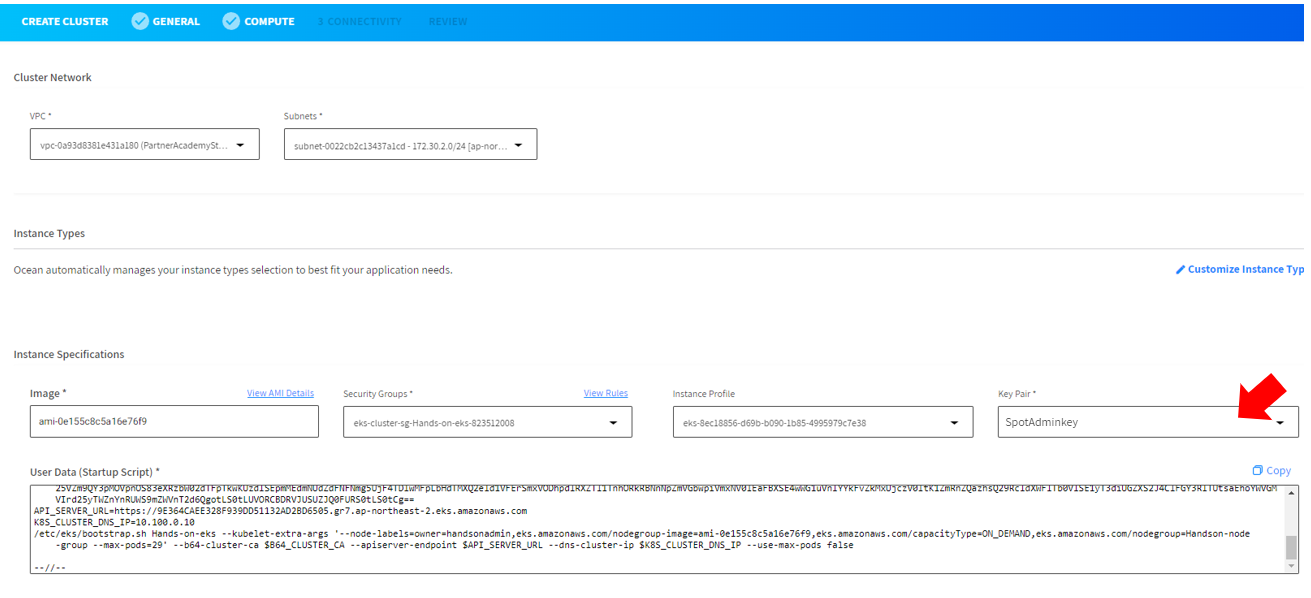 CREATE CLUSTER GENERAL COMPUTE 3 CONNECTIVITY REVIEW
Cluster Network
VPC * Subnets *
vpc-0a93d8381e431a180 (PartnerAcademySt... subnet-0022cb2c13437a1cd - 172.30.2.0/24 [ap-nor...
Instance Types
Ocean automatically manages your instance types selection to best fit your application needs. Customize Instance Typ
Instance Specifications
Image * View AMI Details Security Groups * View Rules Instance Profile Key Pair *
ami-0e155c8c5a16e76f9 eks-cluster-sg-Hands-on-eks-823512008 eks-8ec18856-d69b-b090-1b85-4995979c7e38 SpotAdminkey
User Data (Startup Script) * Copy
API_SERVER_URL=https://9E364CAEE328F939DD51132AD2BD6505.gr7.ap-northeast-2.eks.amazonaws.com
K8S_CLUSTER_DNS_IP=10.100.0.10
/etc/eks/bootstrap.sh Hands-on-eks --kubelet-extra-args '--node-labels=owner=handsonadmin,eks.amazonaws.com/nodegroup-image=ami-0e155c8c5a16e76f9,eks.amazonaws.com/capacityType=ON_DEMAND,eks.amazonaws.com/nodegroup=Handson-node
-group --max-pods=29' --b64-cluster-ca $B64_CLUSTER_CA --apiserver-endpoint $API_SERVER_URL --dns-cluster-ip $K8S_CLUSTER_DNS_IP --use-max-pods false
--//--